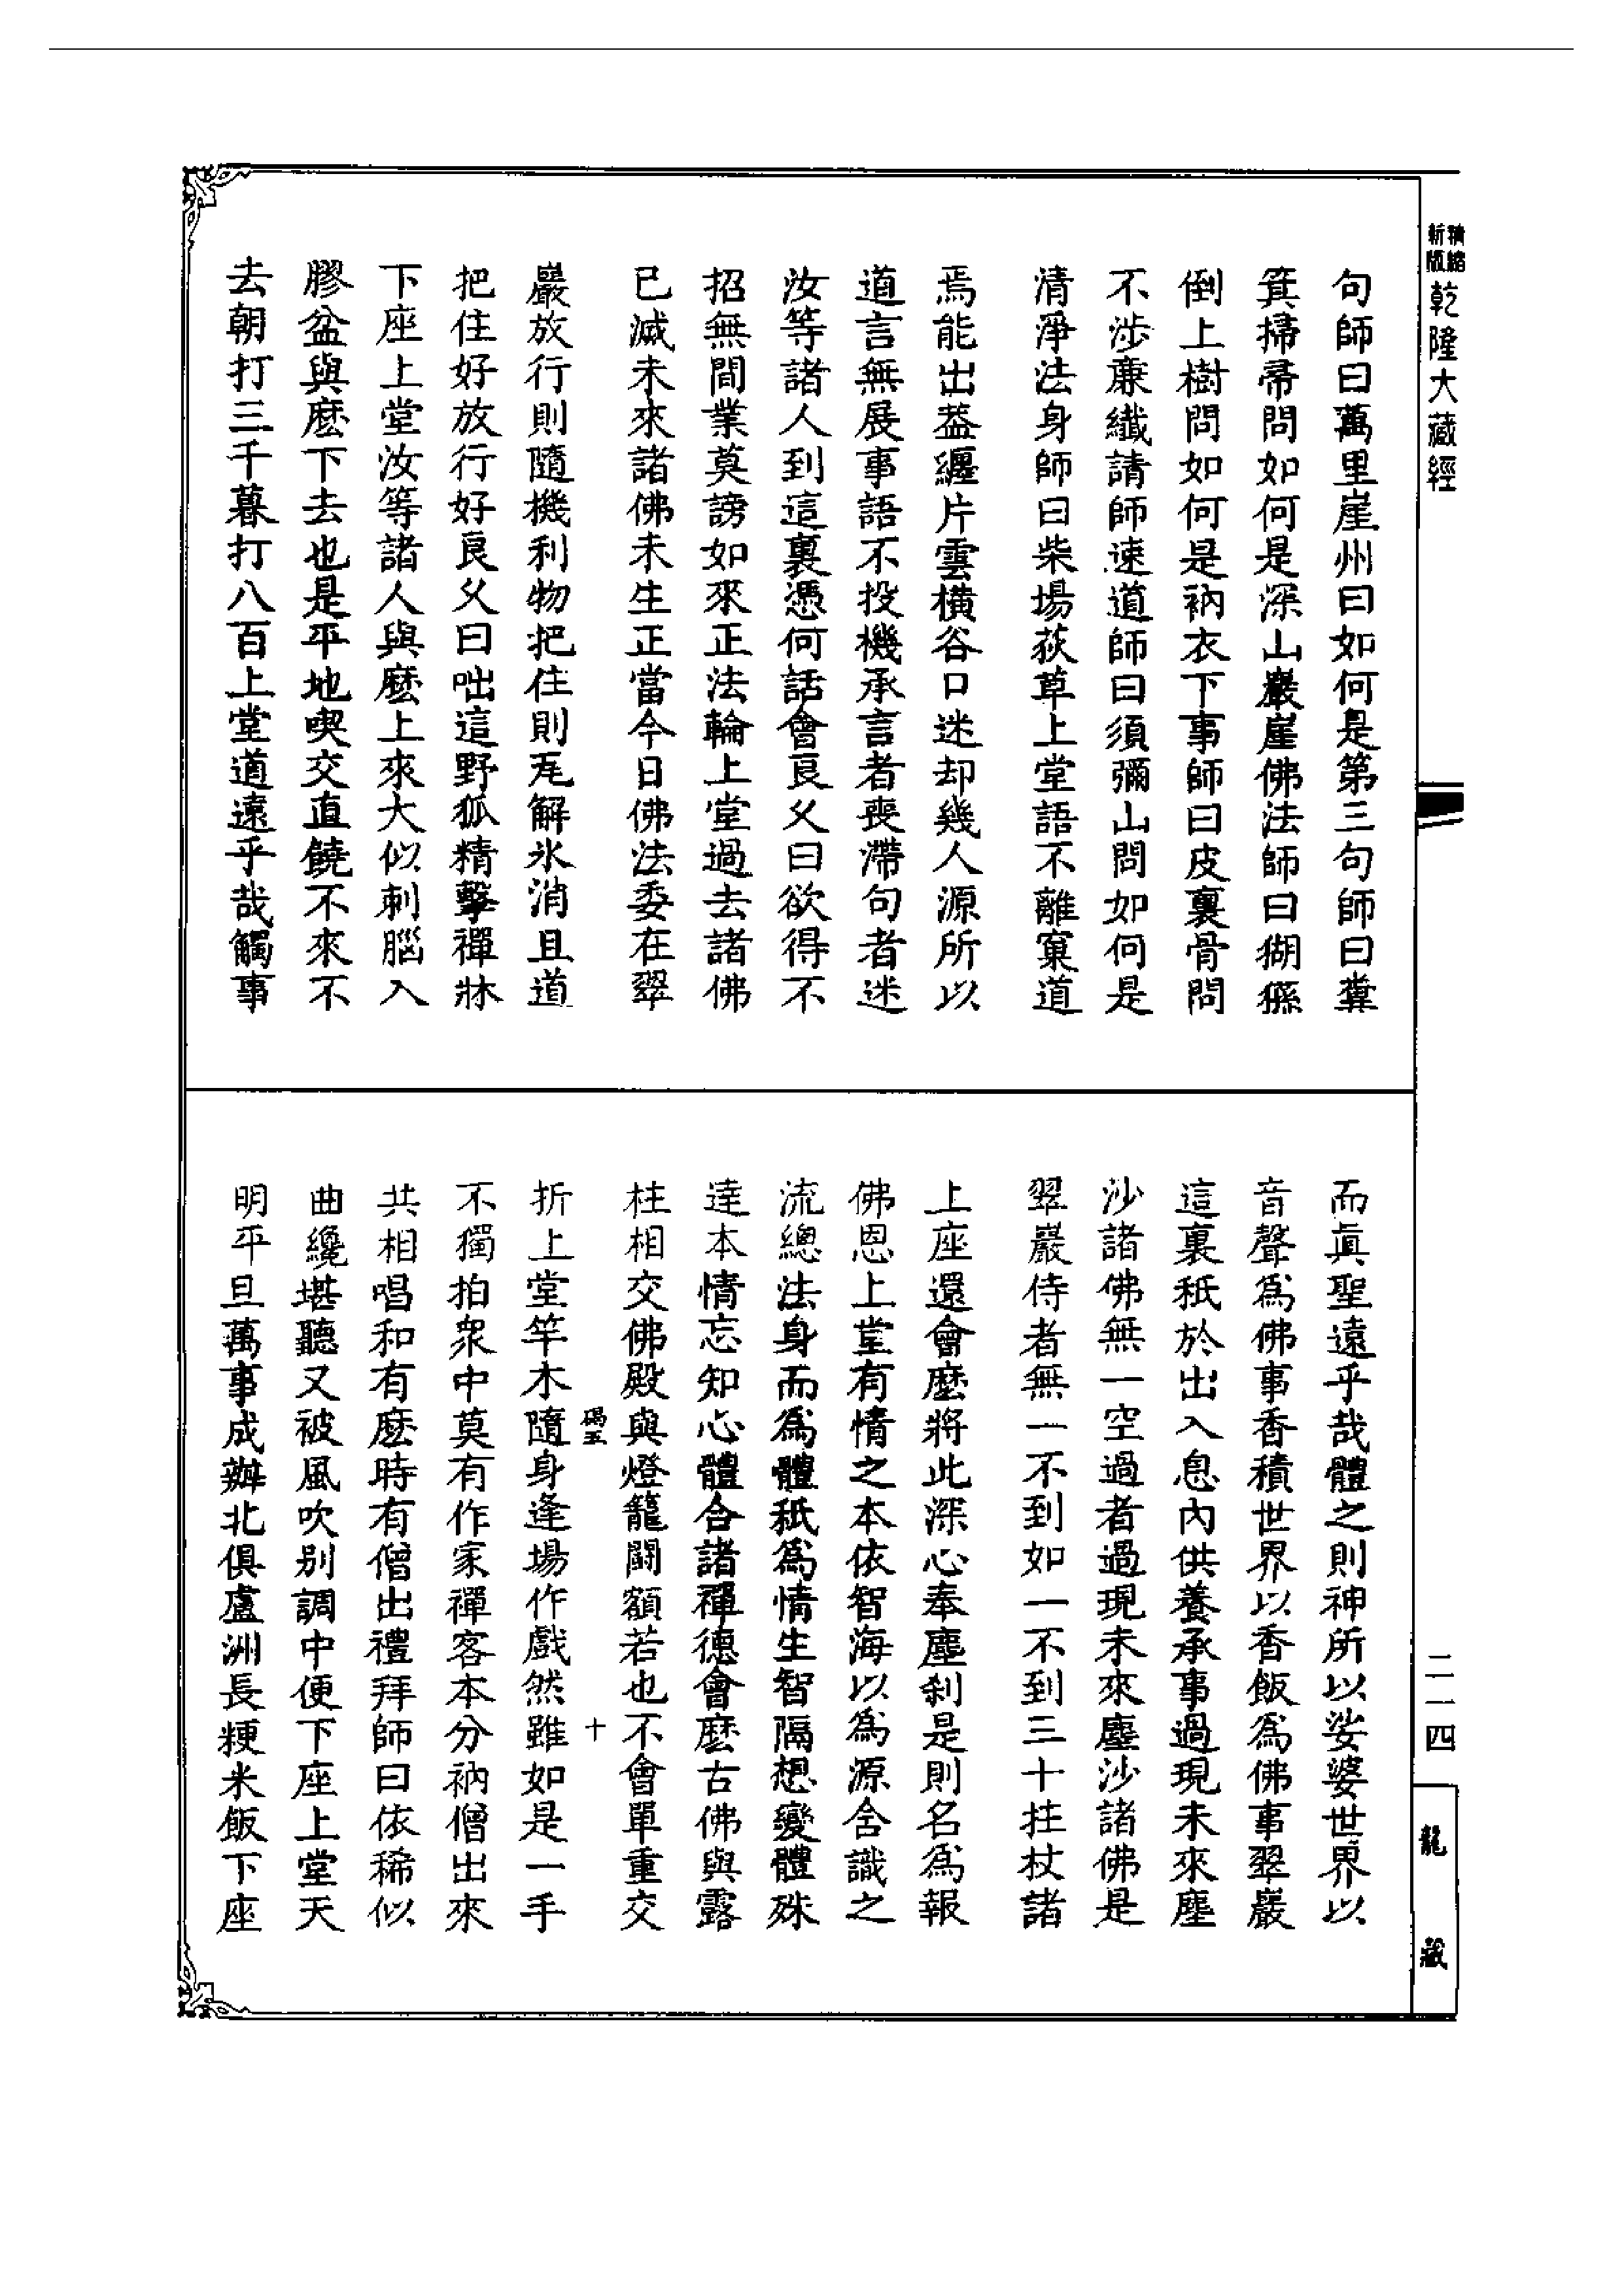 精縮
新版
乾隆大藏經
句師曰萬里崖州曰如何是第三句師曰糞
箕掃帚問如何是深山巖崖佛法師曰猢猻
倒上樹問如何是衲衣下事師曰皮裏骨問
不涉廉纖請師速道師曰須彌山問如何是
清淨法身師曰柴場荻草上堂語不離窠道
焉能出蓋纏片雲橫谷口迷却幾人源所以
道言無展事語不投機承言者喪滯句者迷
汝等諸人到這裏憑何話會良久曰欲得不
招無間業莫謗如來正法輪上堂過去諸佛
已滅未來諸佛未生正當今日佛法委在翠
巖放行則隨機利物把住則瓦解氷消且道
把住好放行好良久曰咄這野狐精擊禪牀
下座上堂汝等諸人與麼上來大似刺腦入
膠盆與麼下去也是平地喫交直饒不來不
去朝打三千暮打八百上堂道遠乎哉觸事
而眞聖遠乎哉體之則神所以娑婆世界以
音聲爲佛事香積世界以香飯爲佛事翠巖
這裏秖於出入息內供養承事過現未來塵
沙諸佛無一空過者過現未來塵沙諸佛是
翠巖侍者無一不到如一不到三十拄杖諸
上座還會麼將此深心奉塵刹是則名爲報
佛恩上堂有情之本依智海以爲源含識之
流總法身而爲體秖爲情生智隔想變體殊
達本情忘知心體合諸禪德會麼古佛與露
柱相交佛殿與燈籠鬬額若也不會單重交
碣
十
折上堂竿木隨身逢場作戲然雖如是一手
不獨拍衆中莫有作家禪客本分衲僧出來
共相唱和有麼時有僧出禮拜師曰依稀似
曲纔堪聽又被風吹别調中便下座上堂天
明平旦萬事成辦北俱盧洲長粳米飯下座
二一四
龍
藏